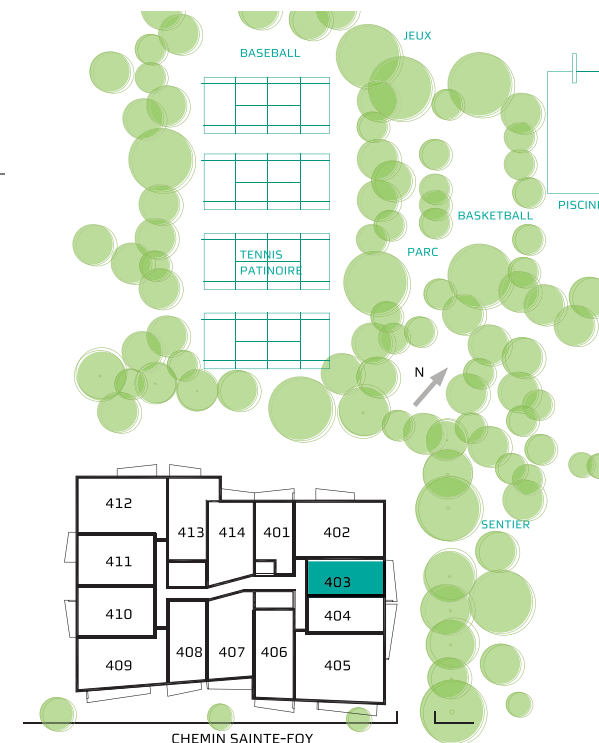 JEUX
BASEBALL
PISCINE
BASKETBALL
PARC
TENNIS
PATINOIRE
N
412
413 414 401 402
411
403
410
404
408 407 406
409
405
SENTIER
CHEMIN SAINTE-FOY